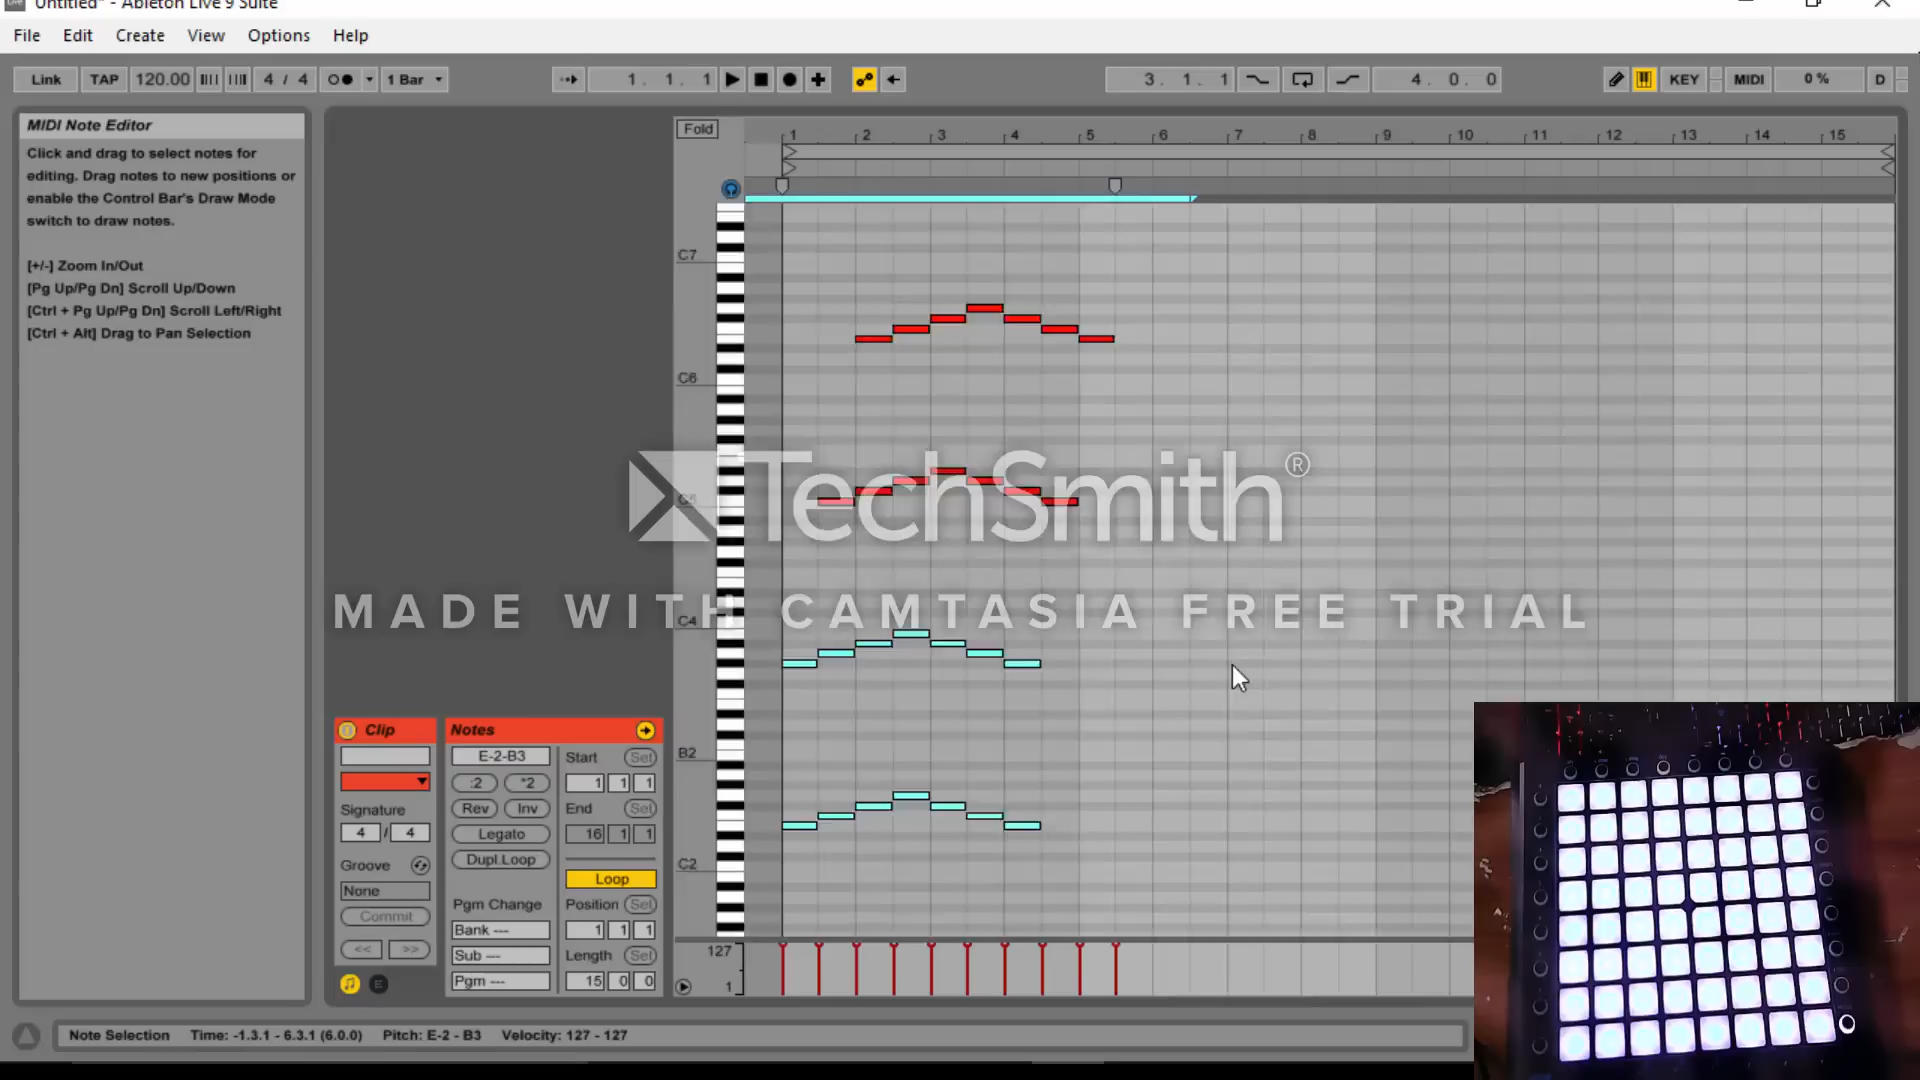 Untitled* - Ableton Live 9 Suite
File Edit Create View Options Help
Link TAP 120.00 4 / 4 1 Bar 1. 1. 1 3. 1. 1 4. 0. 0 KEY MIDI 0 % D
MIDI Note Editor
Click and drag to select notes for
editing. Drag notes to new positions or
enable the Control Bar's Draw Mode
switch to draw notes.
[+/-] Zoom In/Out
[Pg Up/Pg Dn] Scroll Up/Down
[Ctrl + Pg Up/Pg Dn] Scroll Left/Right
[Ctrl + Alt] Drag to Pan Selection
Fold
1 2 3 4 5 6 7 8 9 10 11 12 13 14 15
C7
C6
C5
C4
B2
C2
TechSmith®
MADE WITH CAMTASIA FREE TRIAL
Clip
Signature
4 / 4
Groove
None
Commit
<< >>
E
Notes
E-2-B3
:2 *2
Rev Inv
Legato
Dupl.Loop
Pgm Change
Bank ---
Sub ---
Pgm ---
Start Set
1 1 1
End Set
16 1 1
Loop
Position Set
1 1 1
Length Set
15 0 0
127
1
Note Selection Time: -1.3.1 - 6.3.1 (6.0.0) Pitch: E-2 - B3 Velocity: 127 - 127